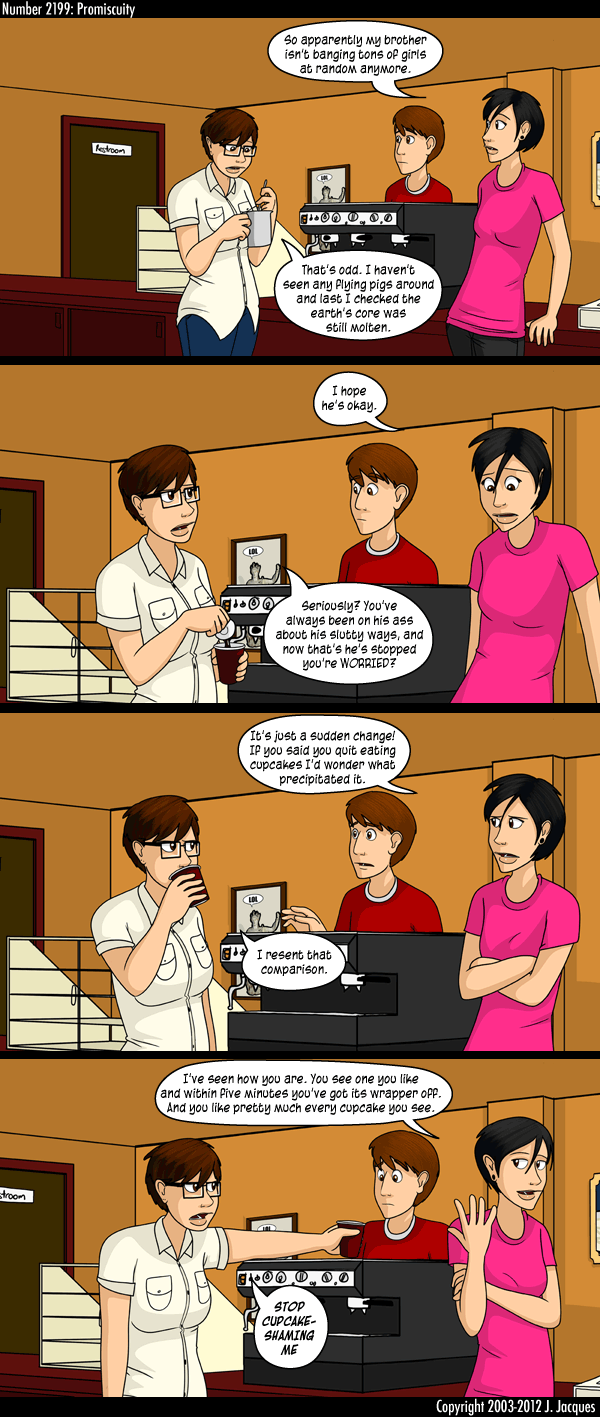 Number 2199: Promiscuity
So apparently my brother
isn't banging tons of girls
at random anymore.
Restroom
LOL
That's odd. I haven't
seen any flying pigs around
and last I checked the
earth's core was
still molten.
I hope
he's okay.
LOL
Seriously? You've
always been on his ass
about his slutty ways, and
now that's he's stopped
you're WORRIED?
It's just a sudden change!
If you said you quit eating
cupcakes I'd wonder what
precipitated it.
LOL
I resent that
comparison.
I've seen how you are. You see one you like
and within five minutes you've got its wrapper off.
And you like pretty much every cupcake you see.
stroom
LOL
STOP
CUPCAKE-
SHAMING
ME
Copyright 2003-2012 J. Jacques